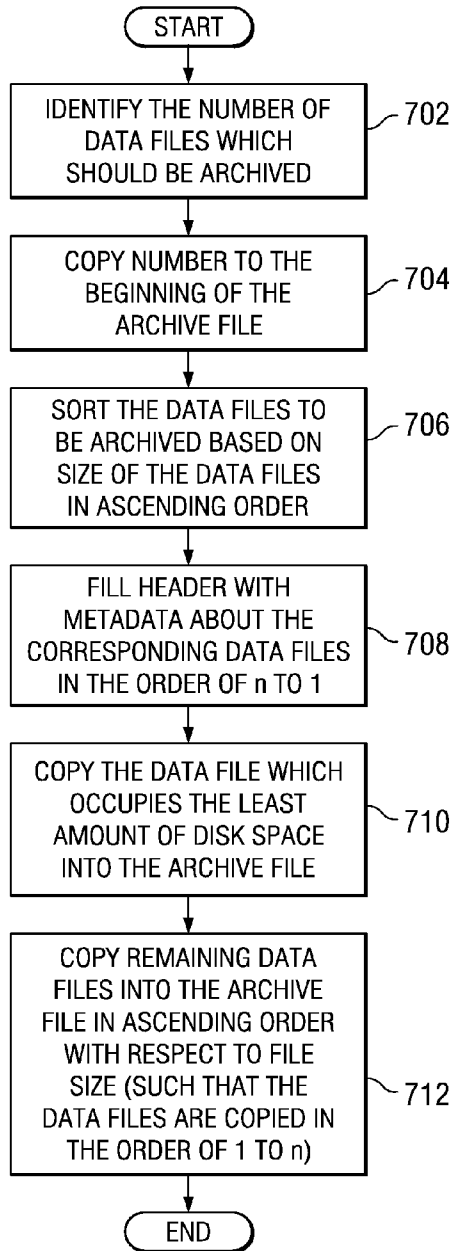 START
IDENTIFY THE NUMBER OF
DATA FILES WHICH
SHOULD BE ARCHIVED
702
COPY NUMBER TO THE
BEGINNING OF THE
ARCHIVE FILE
704
SORT THE DATA FILES TO
BE ARCHIVED BASED ON
SIZE OF THE DATA FILES
IN ASCENDING ORDER
706
FILL HEADER WITH
METADATA ABOUT THE
CORRESPONDING DATA FILES
IN THE ORDER OF n TO 1
708
COPY THE DATA FILE WHICH
OCCUPIES THE LEAST
AMOUNT OF DISK SPACE
INTO THE ARCHIVE FILE
710
COPY REMAINING DATA
FILES INTO THE ARCHIVE
FILE IN ASCENDING ORDER
WITH RESPECT TO FILE
SIZE (SUCH THAT THE
DATA FILES ARE COPIED IN
THE ORDER OF 1 TO n)
712
END